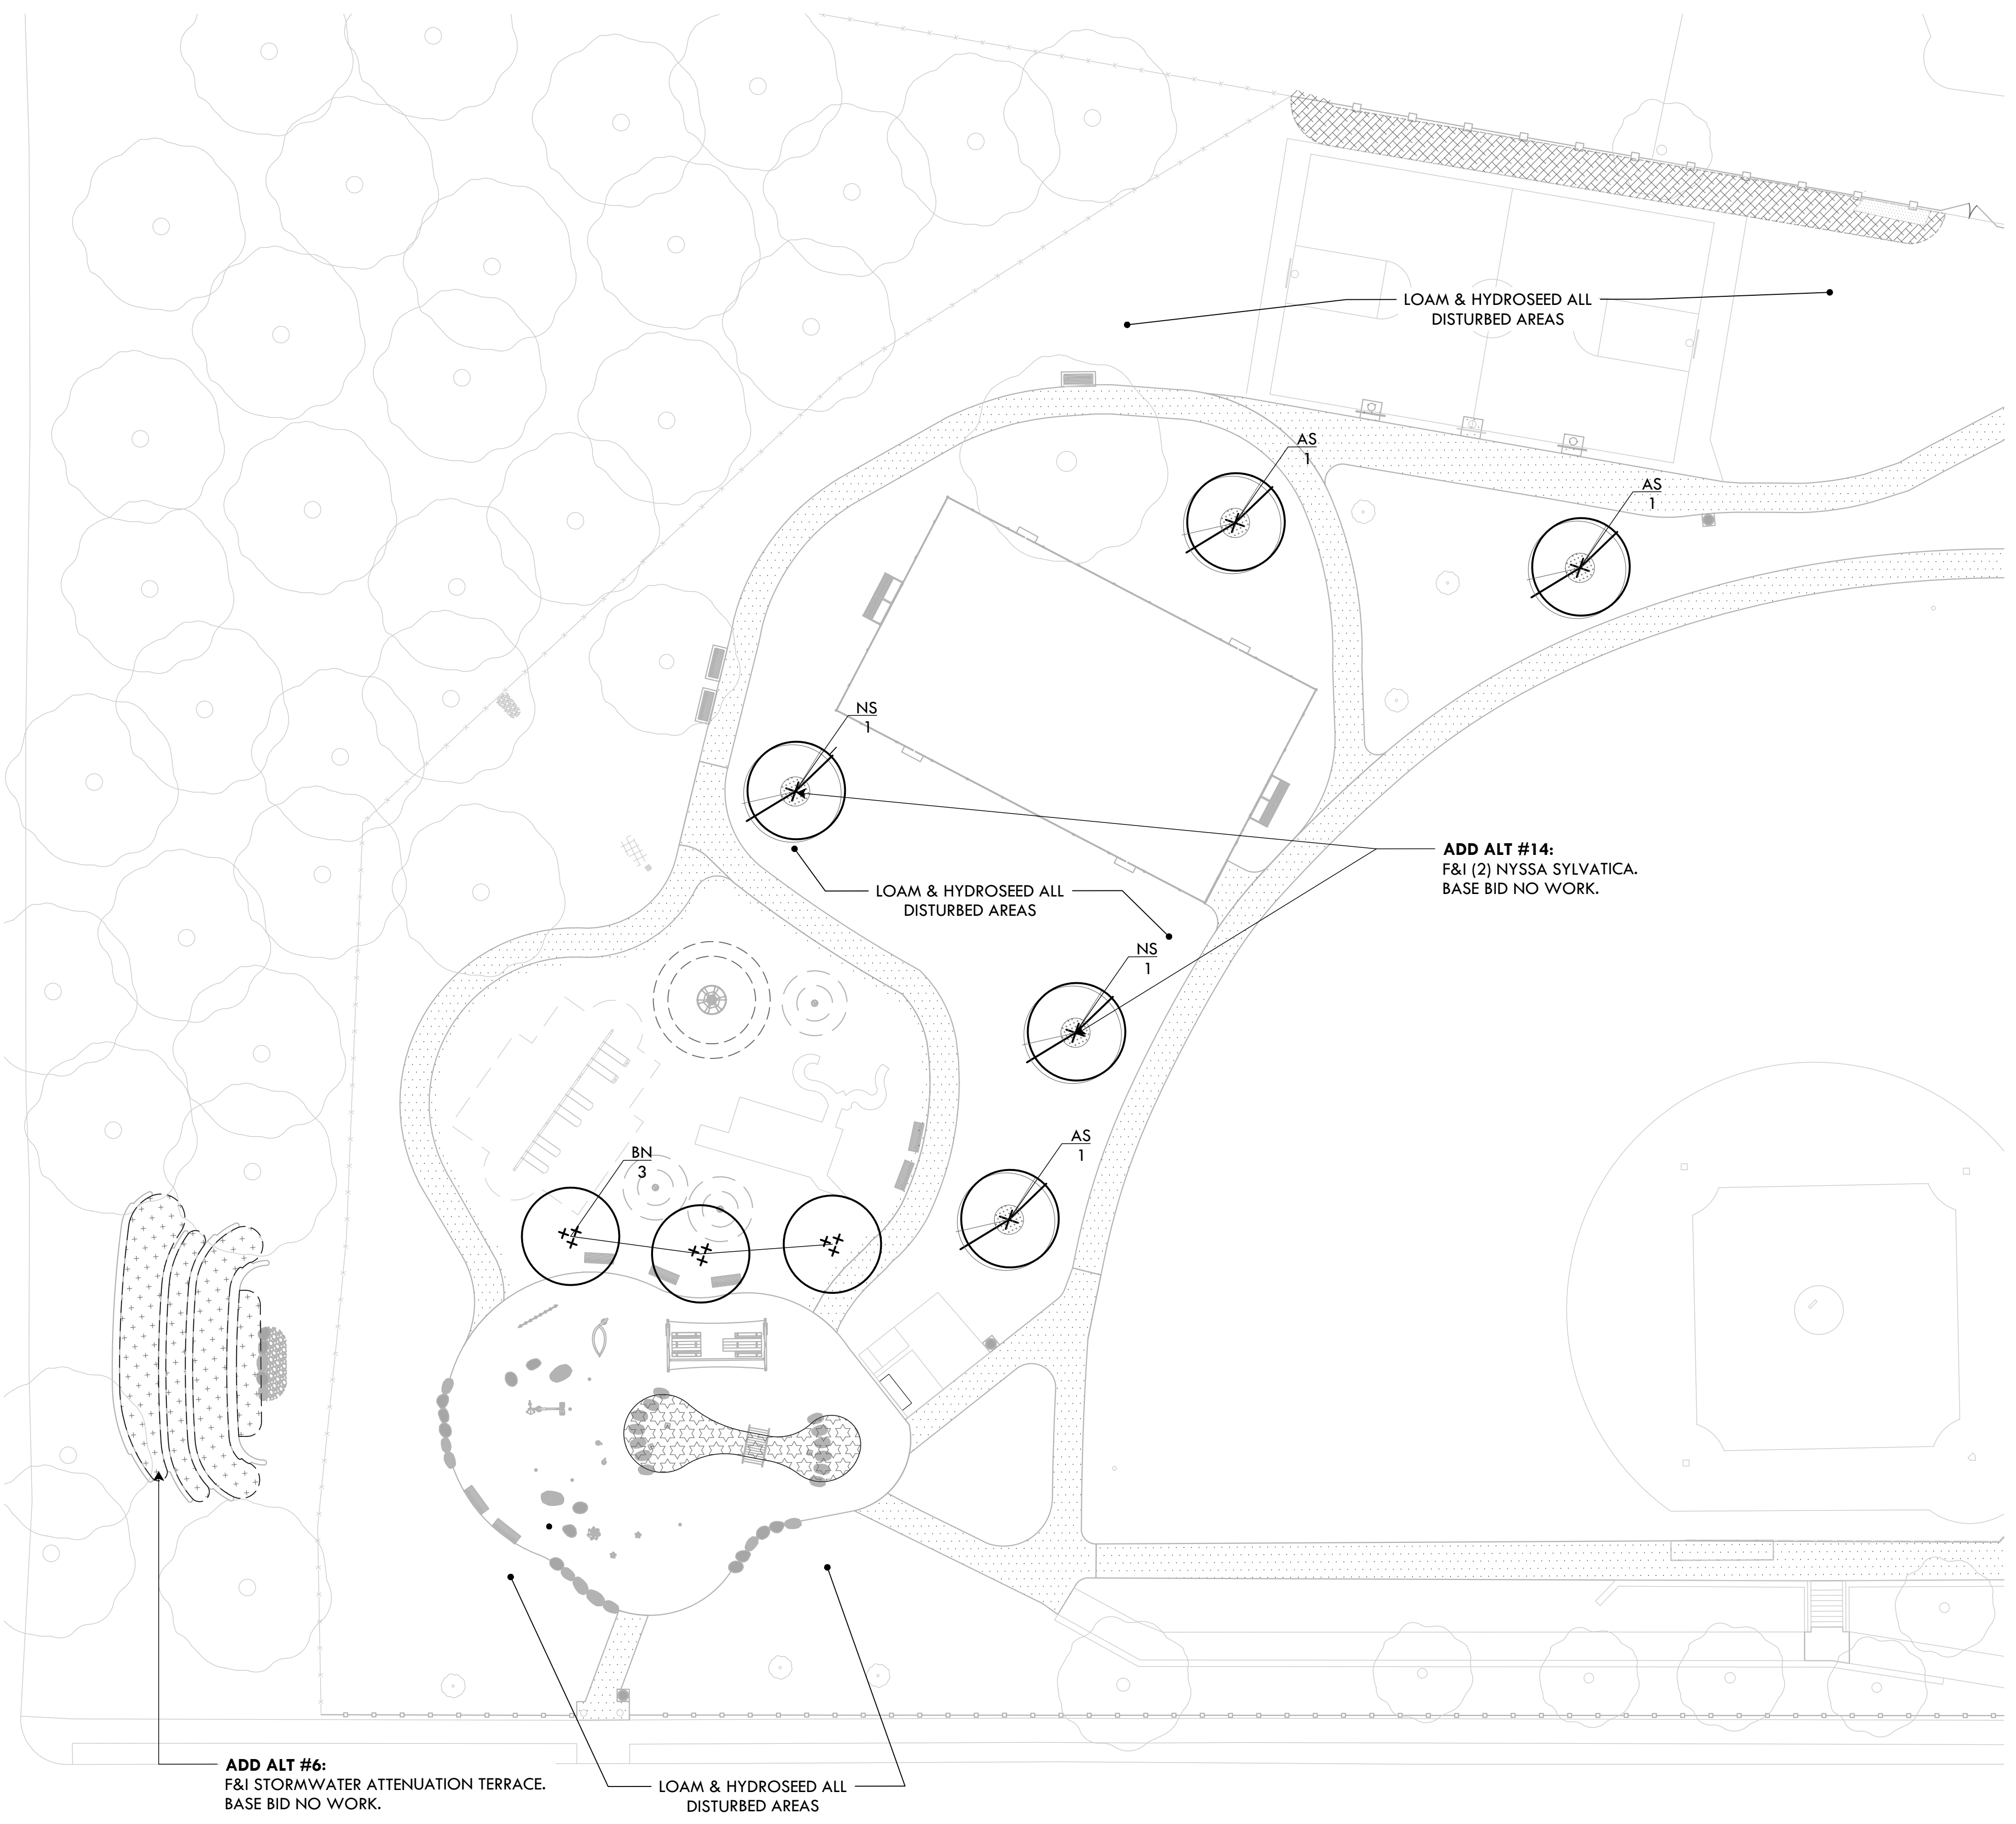 LOAM & HYDROSEED ALL
DISTURBED AREAS
AS
1
AS
1
NS
1
ADD ALT #14:
F&I (2) NYSSA SYLVATICA.
BASE BID NO WORK.
LOAM & HYDROSEED ALL
DISTURBED AREAS
NS
1
AS
1
BN
3
ADD ALT #6:
F&I STORMWATER ATTENUATION TERRACE.
BASE BID NO WORK.
LOAM & HYDROSEED ALL
DISTURBED AREAS